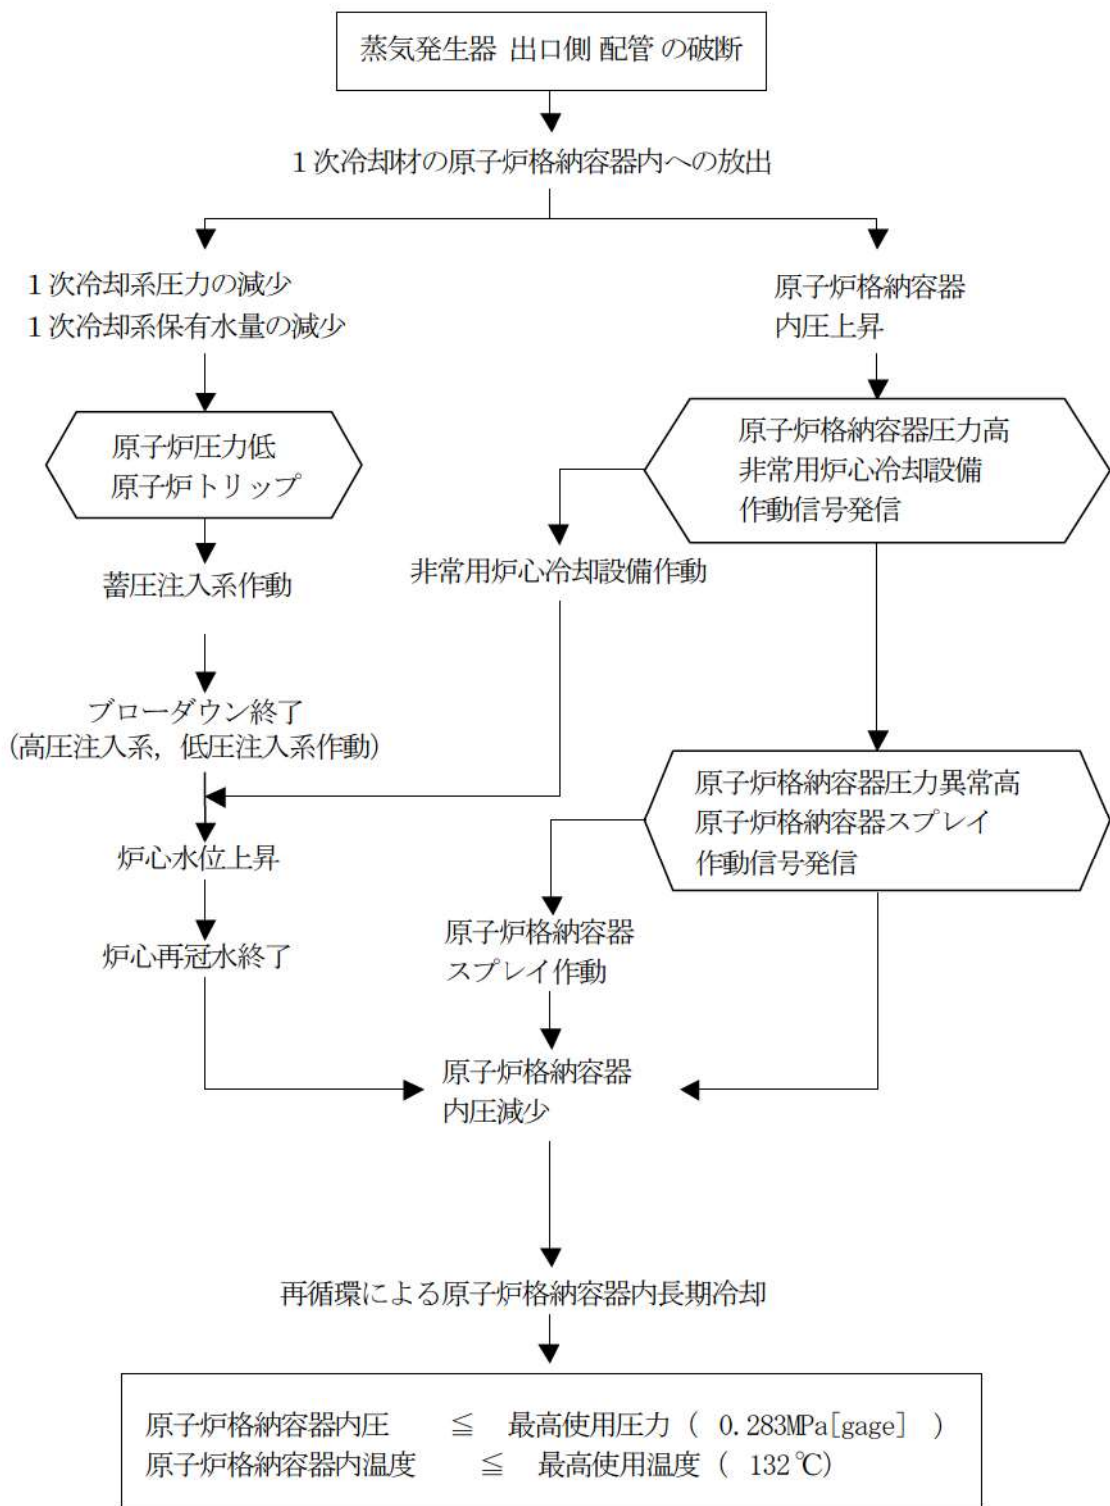 蒸気発生器 出口側 配管 の破断
1次冷却材の原子炉格納容器内への放出
1次冷却系圧力の減少
1次冷却系保有水量の減少
原子炉格納容器
内圧上昇
原子炉圧力低
原子炉トリップ
原子炉格納容器圧力高
非常用炉心冷却設備
作動信号発信
蓄圧注入系作動
非常用炉心冷却設備作動
ブローダウン終了
(高圧注入系, 低圧注入系作動)
原子炉格納容器圧力異常高
原子炉格納容器スプレイ
作動信号発信
炉心水位上昇
炉心再冠水終了
原子炉格納容器
スプレイ作動
原子炉格納容器
内圧減少
再循環による原子炉格納容器内長期冷却
原子炉格納容器内圧 ≦ 最高使用圧力 ( 0.283MPa[gage] )
原子炉格納容器内温度 ≦ 最高使用温度 ( 132℃)